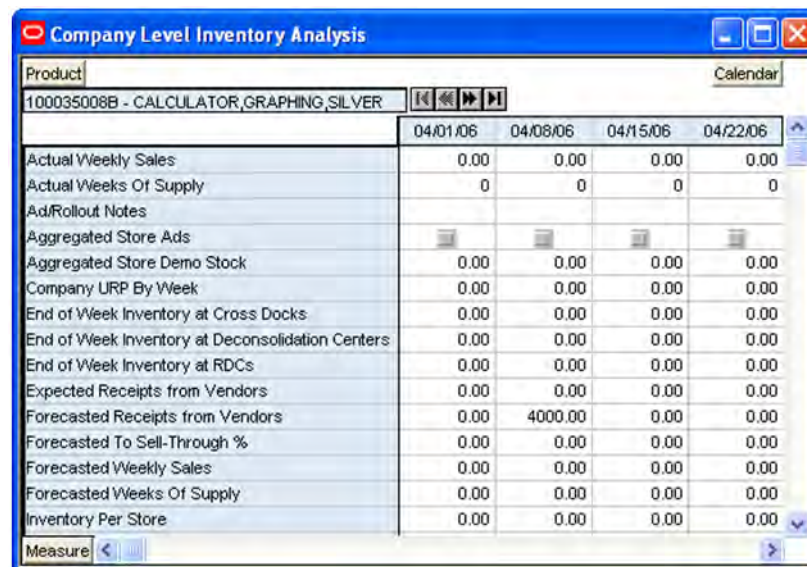 Company Level Inventory Analysis
Product Calendar
100035008B - CALCULATOR,GRAPHING,SILVER
04/01/06 04/08/06 04/15/06 04/22/06
Actual Weekly Sales 0.00 0.00 0.00 0.00
Actual Weeks Of Supply 0 0 0 0
Ad/Rollout Notes
Aggregated Store Ads
Aggregated Store Demo Stock 0.00 0.00 0.00 0.00
Company URP By Week 0.00 0.00 0.00 0.00
End of Week Inventory at Cross Docks 0.00 0.00 0.00 0.00
End of Week Inventory at Deconsolidation Centers 0.00 0.00 0.00 0.00
End of Week Inventory at RDCs 0.00 0.00 0.00 0.00
Expected Receipts from Vendors 0.00 0.00 0.00 0.00
Forecasted Receipts from Vendors 0.00 4000.00 0.00 0.00
Forecasted To Sell-Through % 0.00 0.00 0.00 0.00
Forecasted Weekly Sales 0.00 0.00 0.00 0.00
Forecasted Weeks Of Supply 0.00 0.00 0.00 0.00
Inventory Per Store 0.00 0.00 0.00 0.00
Measure